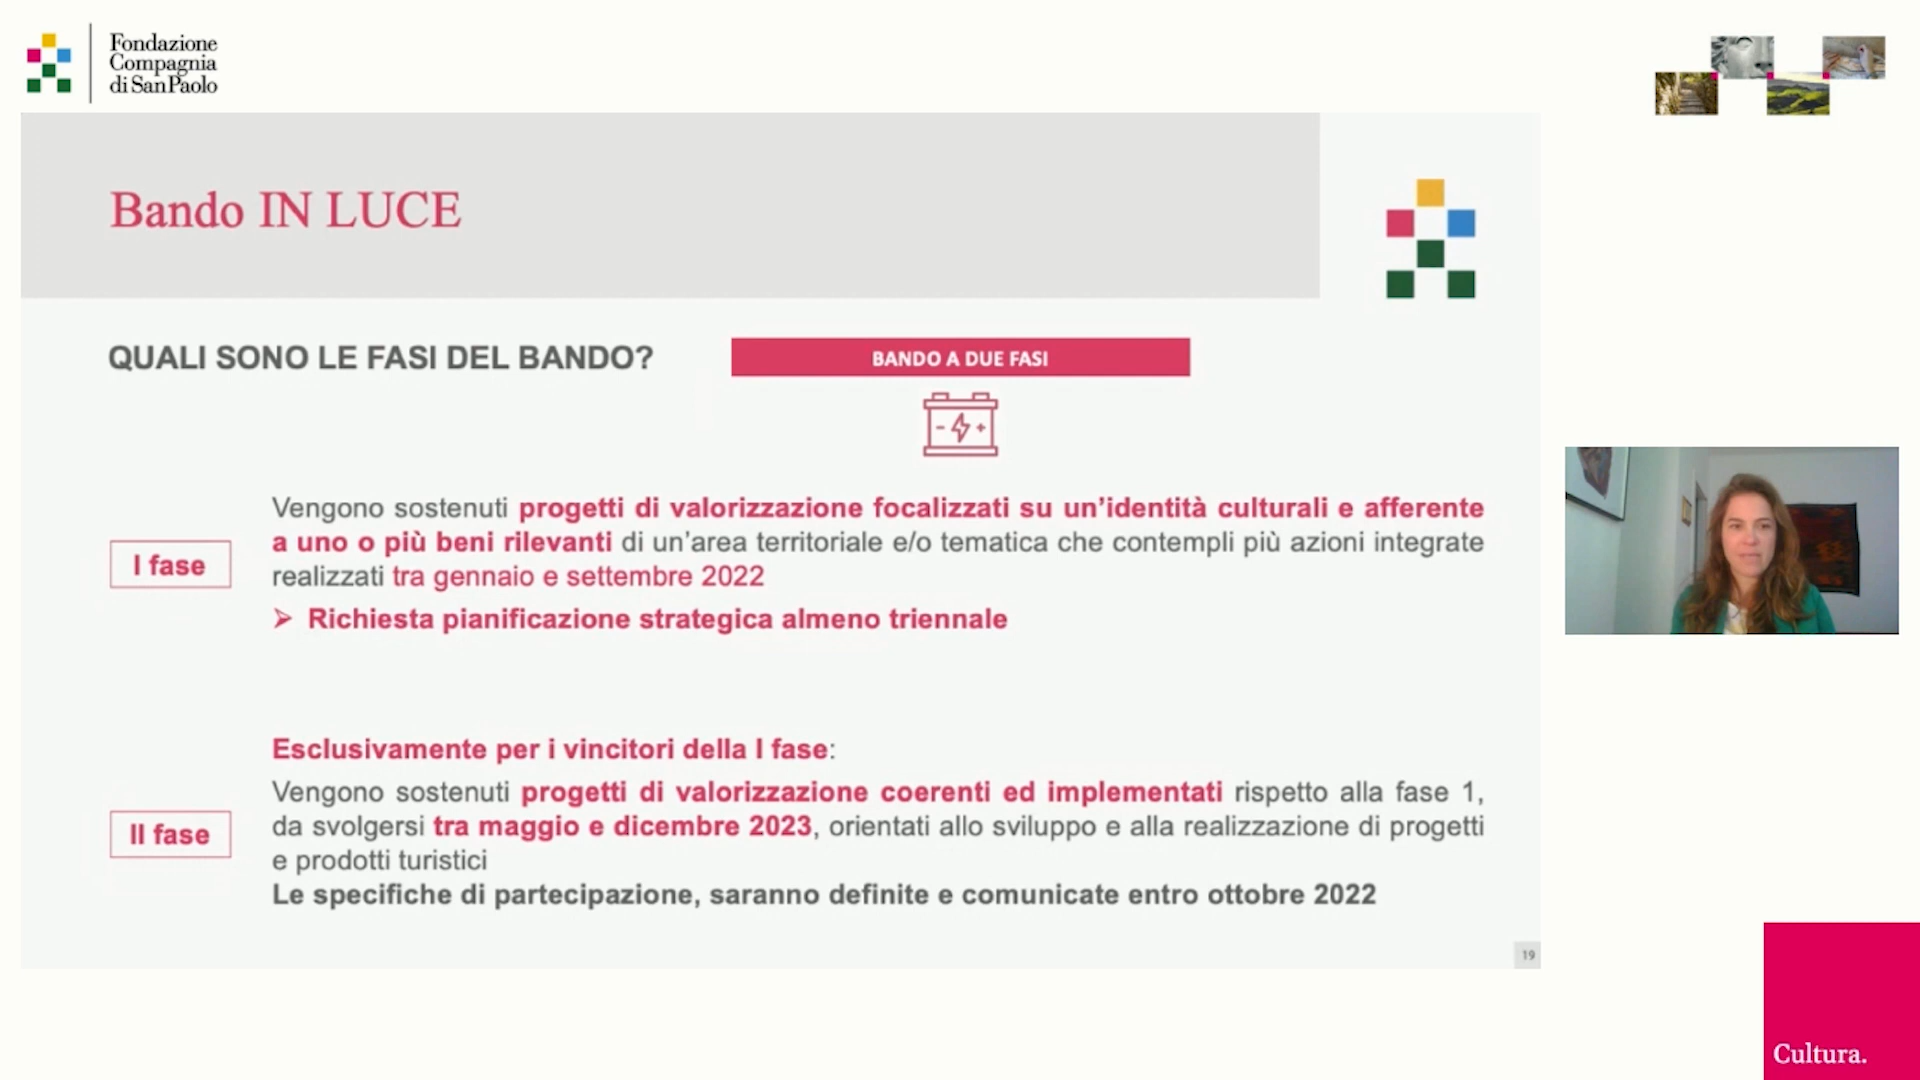 Fondazione
Compagnia
di San Paolo
Bando IN LUCE
QUALI SONO LE FASI DEL BANDO?
BANDO A DUE FASI
I fase
Vengono sostenuti progetti di valorizzazione focalizzati su un'identità culturali e afferente
a uno o più beni rilevanti di un'area territoriale e/o tematica che contempli più azioni integrate
realizzati tra gennaio e settembre 2022
➢ Richiesta pianificazione strategica almeno triennale
II fase
Esclusivamente per i vincitori della I fase:
Vengono sostenuti progetti di valorizzazione coerenti ed implementati rispetto alla fase 1,
da svolgersi tra maggio e dicembre 2023, orientati allo sviluppo e alla realizzazione di progetti
e prodotti turistici
Le specifiche di partecipazione, saranno definite e comunicate entro ottobre 2022
19
Cultura.